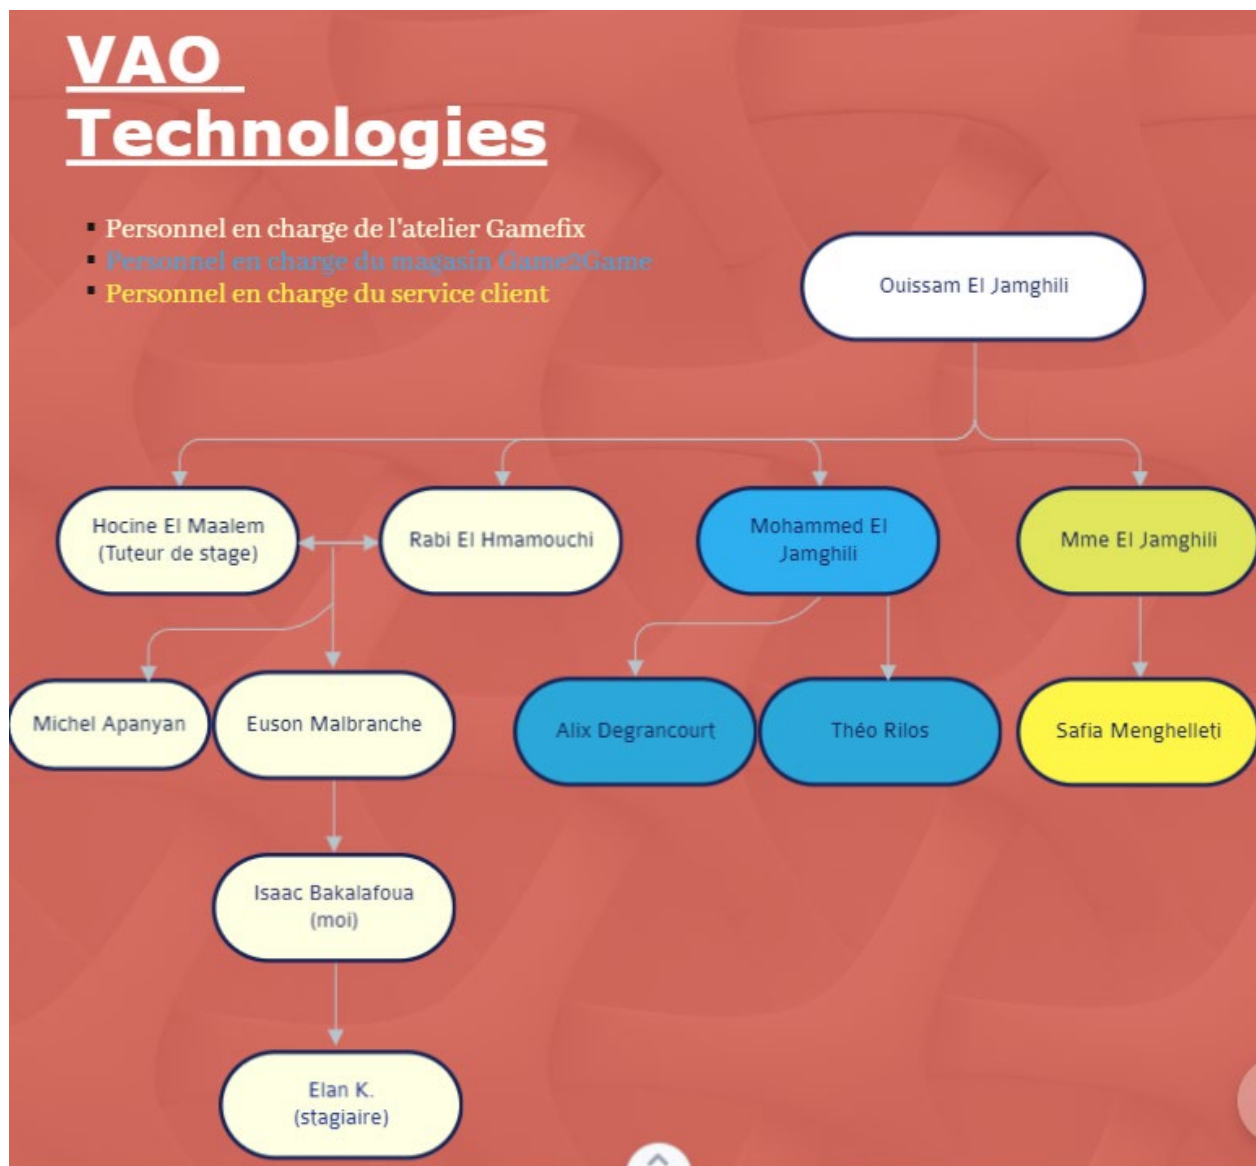 VAO
Technologies
Personnel en charge de l'atelier Gamefix
Personnel en charge du magasin Game2Game
Personnel en charge du service client
Ouissam El Jamghili
Hocine El Maalem
(Tuteur de stage)
Rabi El Hmamouchi
Mohammed El
Jamghili
Mme El Jamghili
Michel Apanyan
Euson Malbranche
Alix Degrancourt
Théo Rilos
Safia Menghelleti
Isaac Bakalafoua
(moi)
Elan K.
(stagiaire)